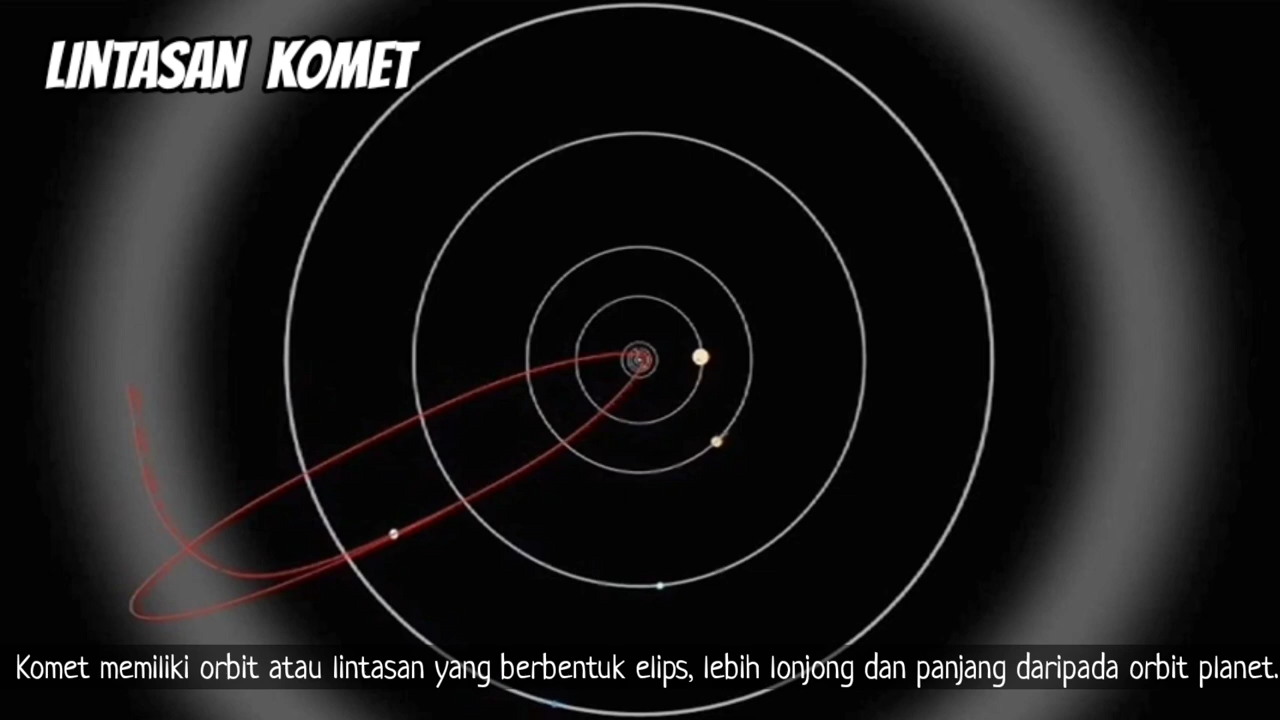 LINTASAN KOMET
Komet memiliki orbit atau lintasan yang berbentuk elips, lebih lonjong dan panjang daripada orbit planet.